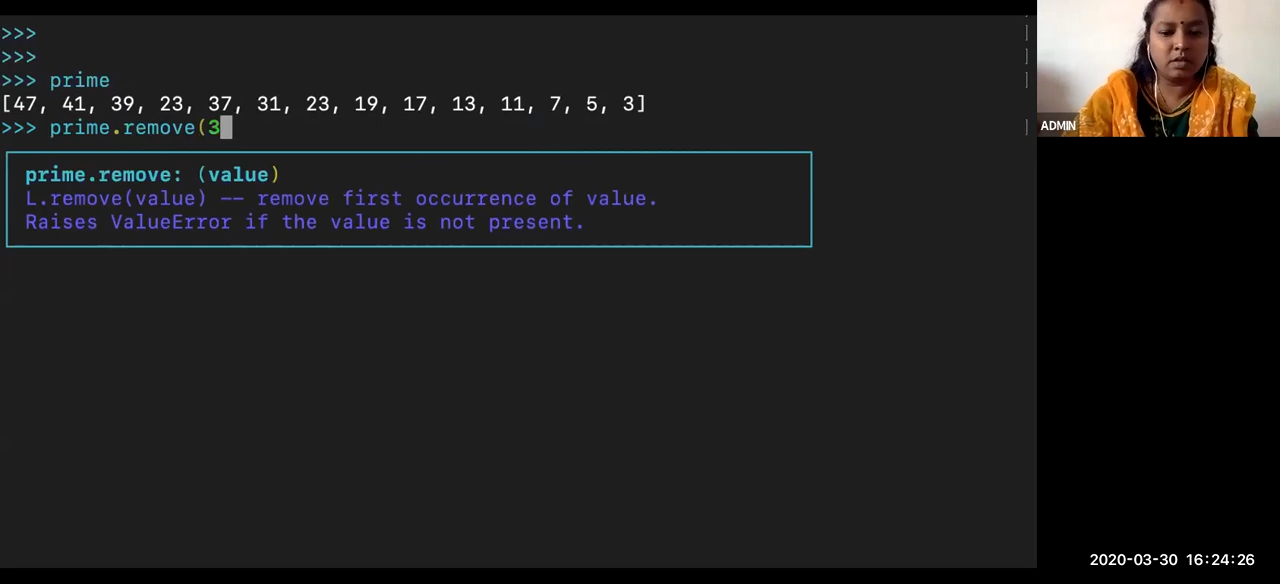 >>>
>>>
>>> prime
[47, 41, 39, 23, 37, 31, 23, 19, 17, 13, 11, 7, 5, 3]
>>> prime.remove(3
prime.remove: (value)
L.remove(value) –– remove first occurrence of value.
Raises ValueError if the value is not present.
ADMIN
2020-03-30 16:24:26